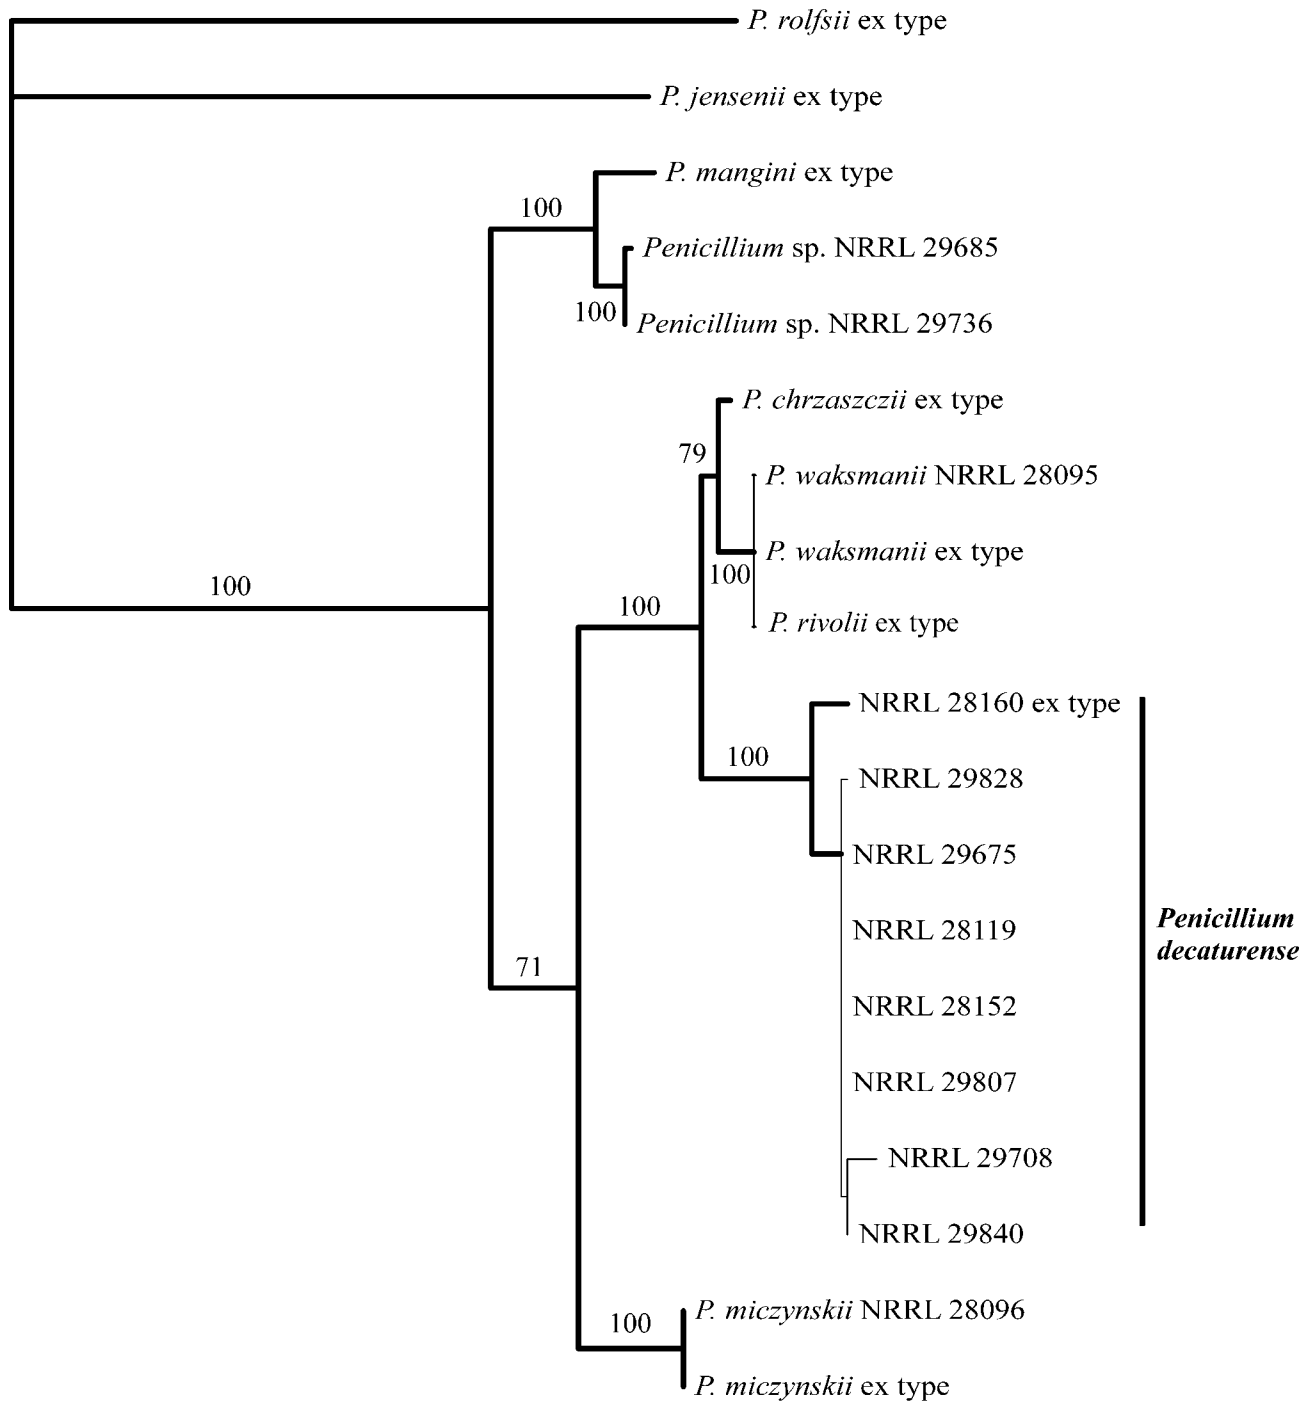 P. rolfsii ex type
P. jensenii ex type
P. mangini ex type
100
Penicillium sp. NRRL 29685
100
Penicillium sp. NRRL 29736
P. chrzaszczii ex type
79
P. waksmanii NRRL 28095
P. waksmanii ex type
100
100
100
P. rivolii ex type
NRRL 28160 ex type
100
NRRL 29828
NRRL 29675
Penicillium
decaturense
NRRL 28119
71
NRRL 28152
NRRL 29807
NRRL 29708
NRRL 29840
P. miczynskii NRRL 28096
100
P. miczynskii ex type